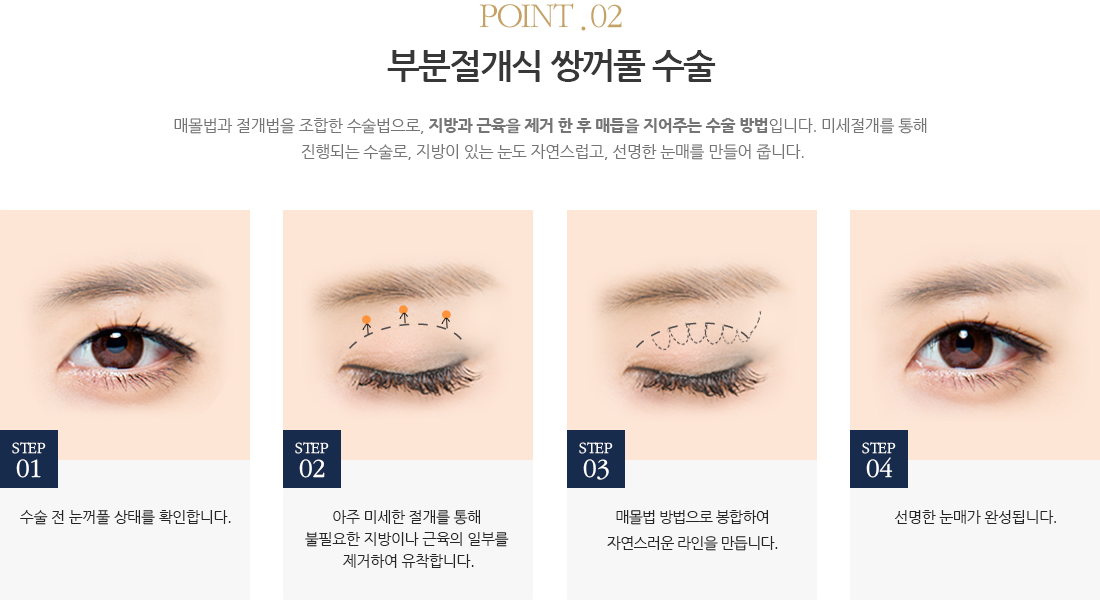 POINT . 02
부분절개식 쌍꺼풀 수술
매몰법과 절개법을 조합한 수술법으로, 지방과 근육을 제거 한 후 매듭을 지어주는 수술 방법입니다. 미세절개를 통해
진행되는 수술로, 지방이 있는 눈도 자연스럽고, 선명한 눈매를 만들어 줍니다.
STEP
01
수술 전 눈꺼풀 상태를 확인합니다.
STEP
02
아주 미세한 절개를 통해
불필요한 지방이나 근육의 일부를
제거하여 유착합니다.
STEP
03
매몰법 방법으로 봉합하여
자연스러운 라인을 만듭니다.
STEP
04
선명한 눈매가 완성됩니다.